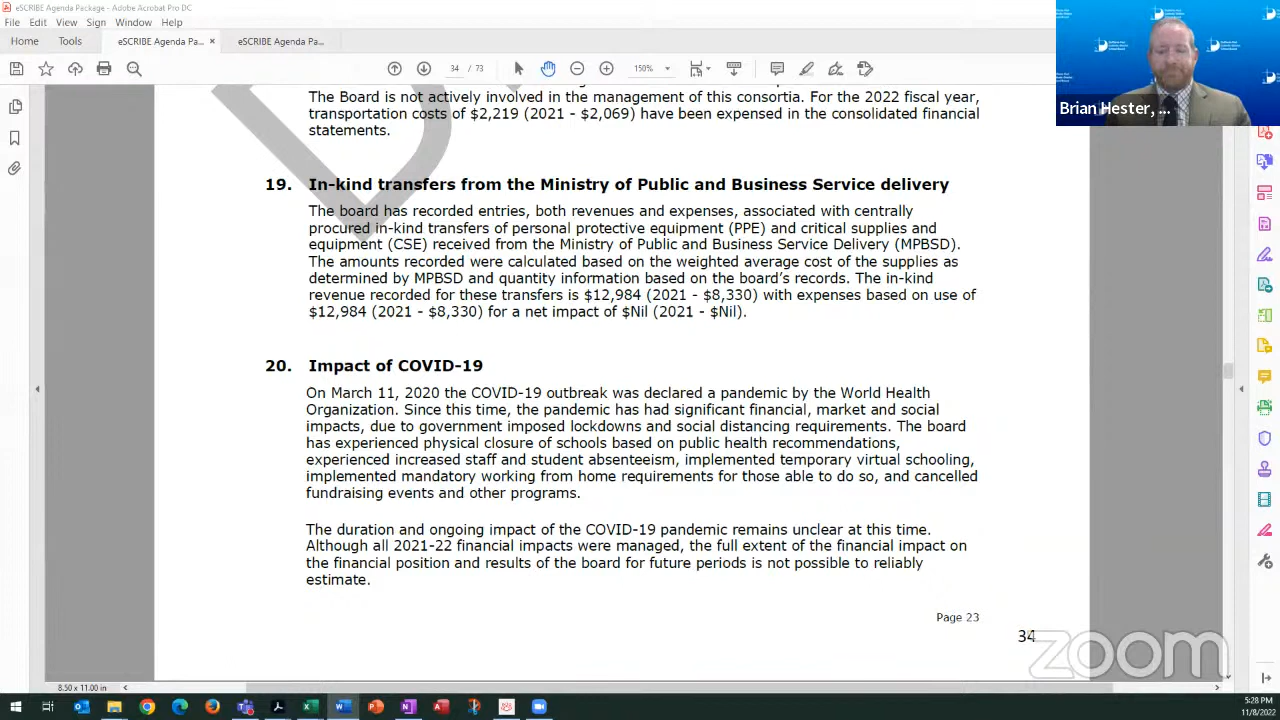 eSCRIBE Agenda Package - Adobe Acrobat Pro DC
File Edit View Window Help
Home Tools eSCRIBE Agenda Pa... × eSCRIBE Agenda Pa...
34 / 73 150%
Brian Hester, ...
The Board is not actively involved in the management of this consortia. For the 2022 fiscal year,
transportation costs of $2,219 (2021 - $2,069) have been expensed in the consolidated financial
statements.
19. In-kind transfers from the Ministry of Public and Business Service delivery
The board has recorded entries, both revenues and expenses, associated with centrally
procured in-kind transfers of personal protective equipment (PPE) and critical supplies and
equipment (CSE) received from the Ministry of Public and Business Service Delivery (MPBSD).
The amounts recorded were calculated based on the weighted average cost of the supplies as
determined by MPBSD and quantity information based on the board's records. The in-kind
revenue recorded for these transfers is $12,984 (2021 - $8,330) with expenses based on use of
$12,984 (2021 - $8,330) for a net impact of $Nil (2021 - $Nil).
20. Impact of COVID-19
On March 11, 2020 the COVID-19 outbreak was declared a pandemic by the World Health
Organization. Since this time, the pandemic has had significant financial, market and social
impacts, due to government imposed lockdowns and social distancing requirements. The board
has experienced physical closure of schools based on public health recommendations,
experienced increased staff and student absenteeism, implemented temporary virtual schooling,
implemented mandatory working from home requirements for those able to do so, and cancelled
fundraising events and other programs.
The duration and ongoing impact of the COVID-19 pandemic remains unclear at this time.
Although all 2021-22 financial impacts were managed, the full extent of the financial impact on
the financial position and results of the board for future periods is not possible to reliably
estimate.
Page 23
34
zoom
8.50 x 11.00 in
5:28 PM
11/8/2022